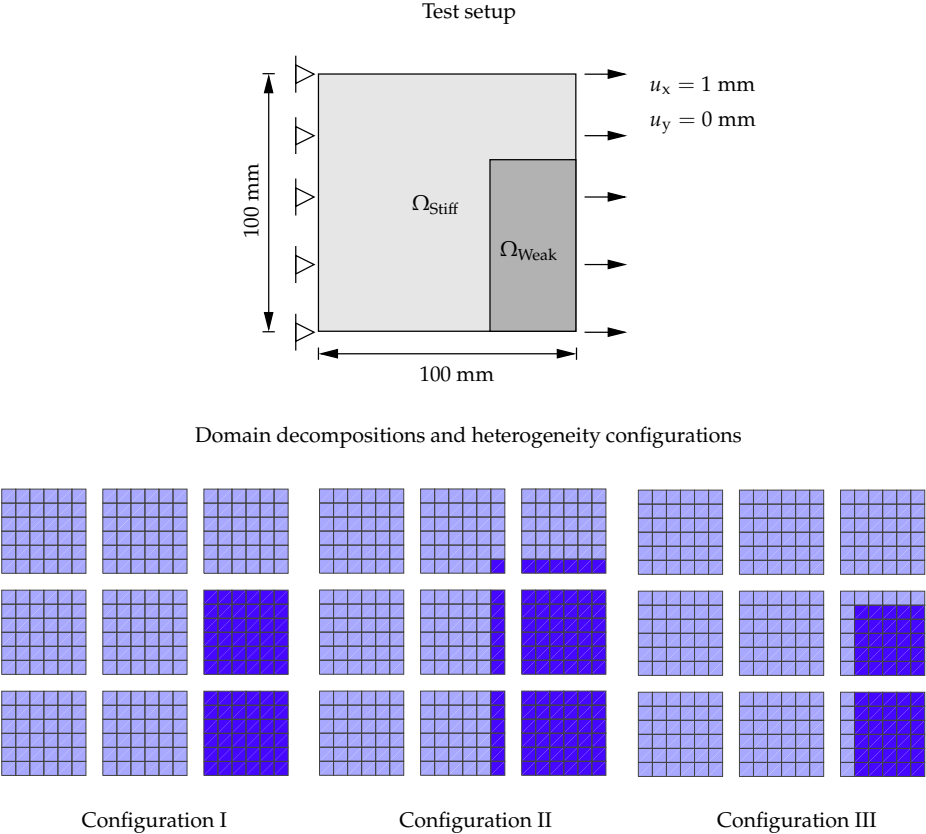 Test setup
u_x = 1 mm
u_y = 0 mm
100 mm
Ω_Stiff
Ω_Weak
100 mm
Domain decompositions and heterogeneity configurations
Configuration I
Configuration II
Configuration III